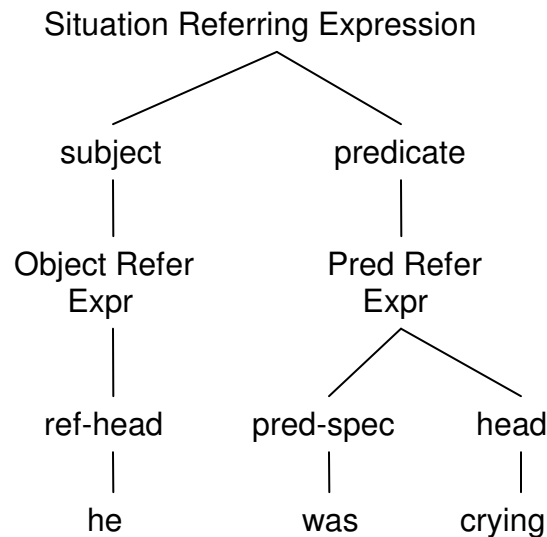 Situation Referring Expression
subject predicate
Object Refer Pred Refer
Expr Expr
ref-head pred-spec head
he was crying